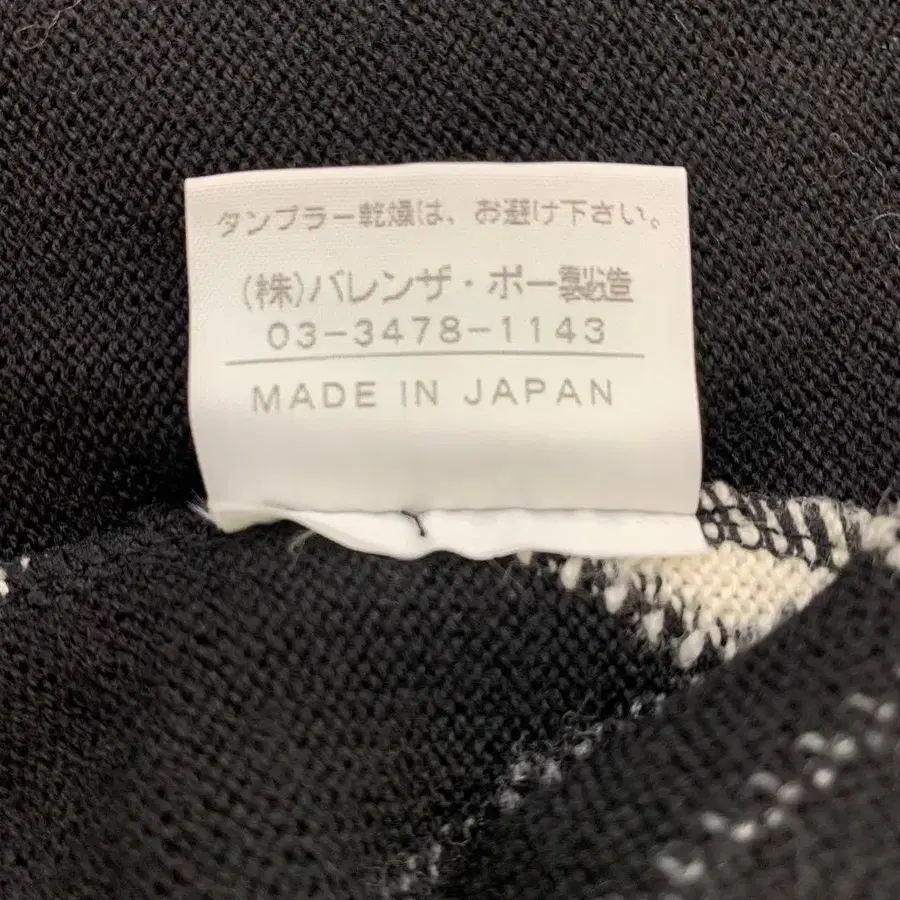 タンブラー乾燥は、お避け下さい。
(株)バレンザ・ポー製造
03-3478-1143
MADE IN JAPAN